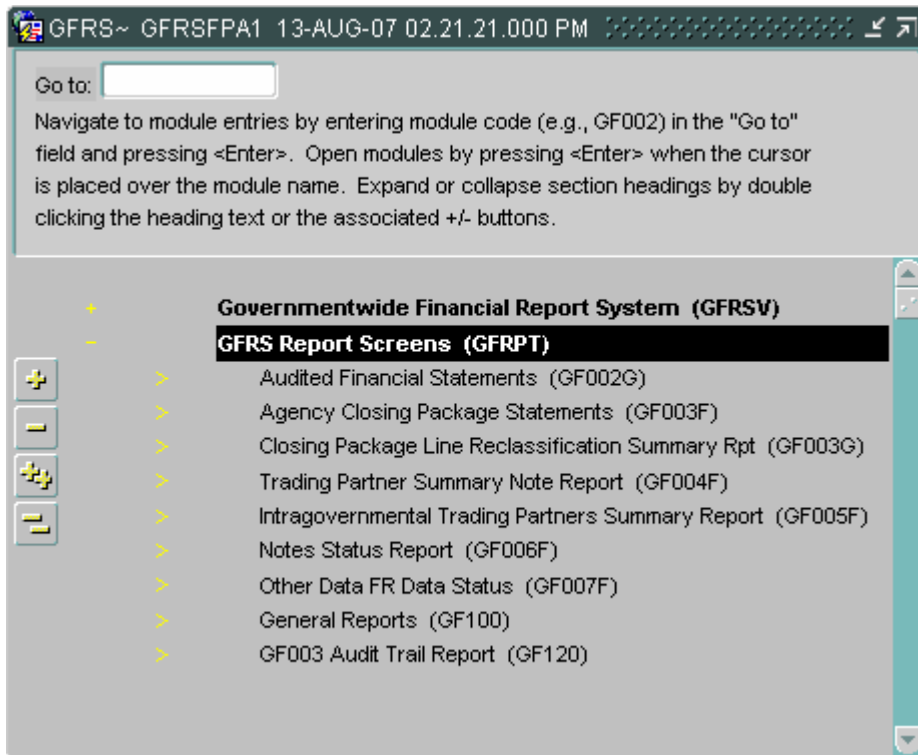 GFRS~ GFRSFPA1 13-AUG-07 02.21.21.000 PM
Go to:
Navigate to module entries by entering module code (e.g., GF002) in the "Go to"
field and pressing <Enter>. Open modules by pressing <Enter> when the cursor
is placed over the module name. Expand or collapse section headings by double
clicking the heading text or the associated +/- buttons.
+ Governmentwide Financial Report System (GFRSV)
− GFRS Report Screens (GFRPT)
> Audited Financial Statements (GF002G)
> Agency Closing Package Statements (GF003F)
> Closing Package Line Reclassification Summary Rpt (GF003G)
> Trading Partner Summary Note Report (GF004F)
> Intragovernmental Trading Partners Summary Report (GF005F)
> Notes Status Report (GF006F)
> Other Data FR Data Status (GF007F)
> General Reports (GF100)
> GF003 Audit Trail Report (GF120)